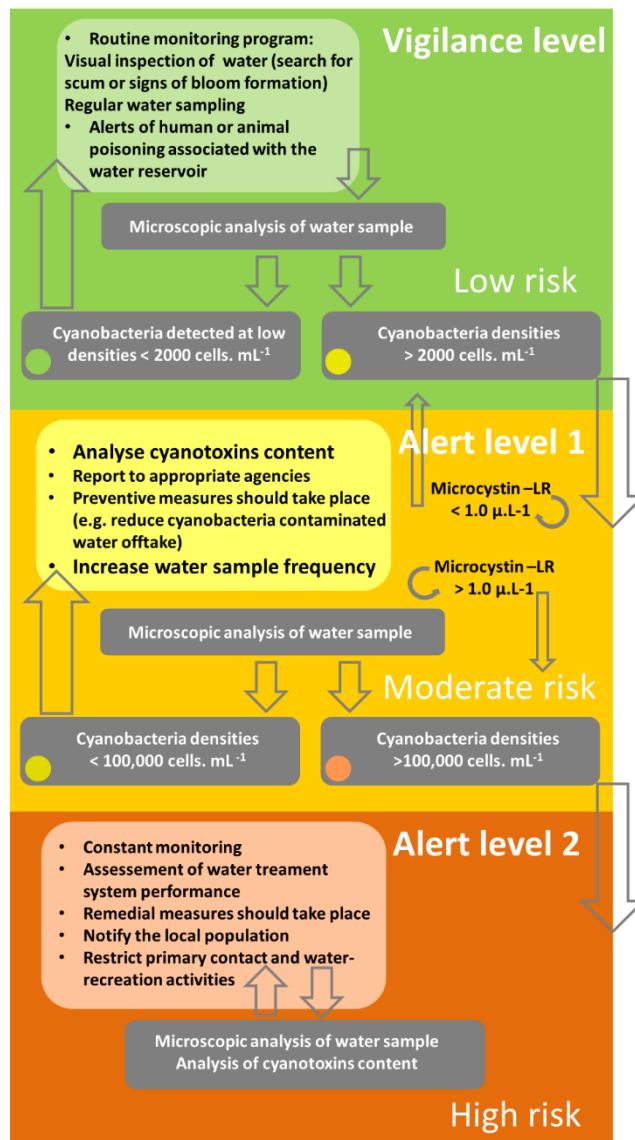 Vigilance level
• Routine monitoring program:
Visual inspection of water (search for
scum or signs of bloom formation)
Regular water sampling
• Alerts of human or animal
poisoning associated with the
water reservoir
Microscopic analysis of water sample
Low risk
Cyanobacteria detected at low
densities < 2000 cells. mL-1
Cyanobacteria densities
> 2000 cells. mL-1
Alert level 1
• Analyse cyanotoxins content
• Report to appropriate agencies
• Preventive measures should take place
(e.g. reduce cyanobacteria contaminated
water offtake)
• Increase water sample frequency
Microcystin –LR
< 1.0 µ.L-1
Microcystin –LR
> 1.0 µ.L-1
Microscopic analysis of water sample
Moderate risk
Cyanobacteria densities
< 100,000 cells. mL-1
Cyanobacteria densities
>100,000 cells. mL-1
Alert level 2
• Constant monitoring
• Assessement of water treament
system performance
• Remedial measures should take place
• Notify the local population
• Restrict primary contact and water-
recreation activities
Microscopic analysis of water sample
Analysis of cyanotoxins content
High risk